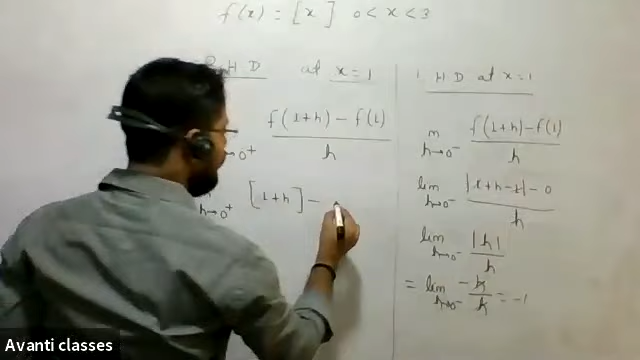 f(x) = [x] 0 < x < 3
R H D at x = 1
f(1+h) – f(1)
h
h→0⁺
[1+h] –
h→0⁺
L H D at x = 1
f(1+h) – f(1)
h→0⁻
h
lim |1+h-1| – 0
h→0⁻
h
lim |h|
h→0⁻ h
= lim -h = -1
h→0⁻ h
Avanti classes